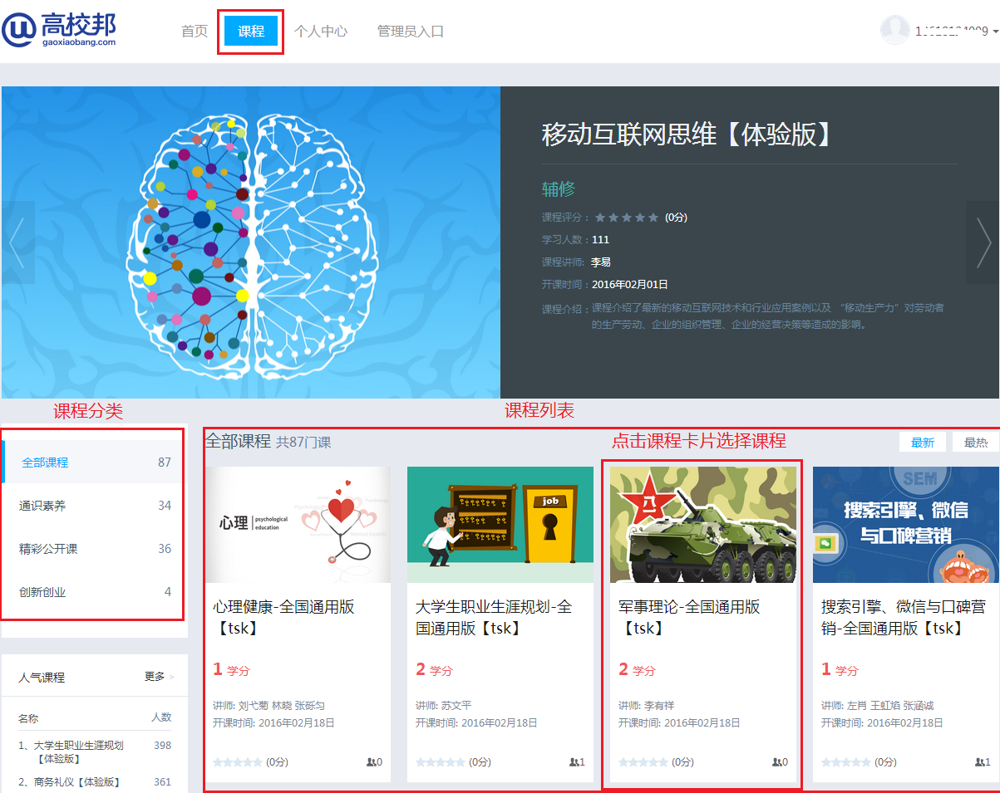 高校邦
gaoxiaobang.com
首页 课程 个人中心 管理员入口
移动互联网思维【体验版】
辅修
课程评分： (0分)
学习人数：111
课程讲师: 李易
开课时间：2016年02月01日
课程介绍：课程介绍了最新的移动互联网技术和行业应用案例以及 “移动生产力”对劳动者
的生产劳动、企业的组织管理、企业的经营决策等造成的影响。
课程分类
课程列表
全部课程 87
通识素养 34
精彩公开课 36
创新创业 4
人气课程 更多 >
名称 人数
1、大学生职业生涯规划 398
【体验版】
2、商务礼仪【体验版】 361
全部课程 共87门课
点击课程卡片选择课程
最新 最热
心理 psychological
education
心理健康-全国通用版
【tsk】
1 学分
讲师: 刘弋菊 林晓 张砾匀
开课时间: 2016年02月18日
(0分) 0
job
大学生职业生涯规划-全
国通用版【tsk】
2 学分
讲师: 苏文平
开课时间: 2016年02月18日
(0分) 1
八一
军事理论-全国通用版
【tsk】
2 学分
讲师: 李有祥
开课时间: 2016年02月18日
(0分) 0
SEM
搜索引擎、微信
与口碑营销
搜索引擎、微信与口碑营
销-全国通用版【tsk】
1 学分
讲师: 左肖 王虹焰 张涵诚
开课时间: 2016年02月18日
(0分) 1